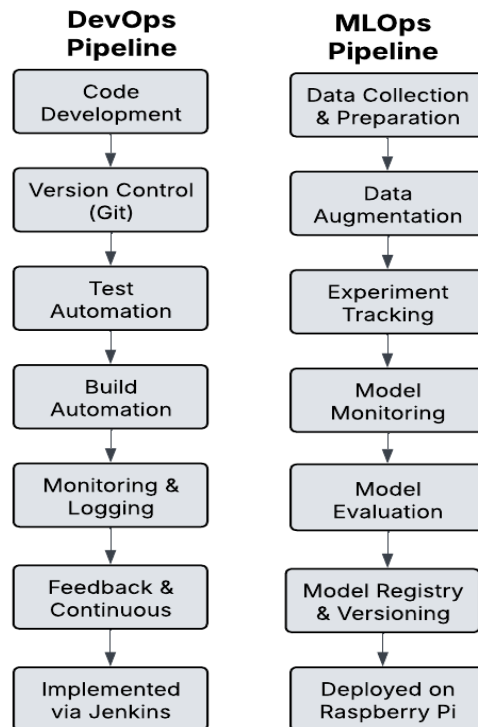 DevOps
Pipeline
Code
Development
Version Control
(Git)
Test
Automation
Build
Automation
Monitoring &
Logging
Feedback &
Continuous
Implemented
via Jenkins
MLOps
Pipeline
Data Collection
& Preparation
Data
Augmentation
Experiment
Tracking
Model
Monitoring
Model
Evaluation
Model Registry
& Versioning
Deployed on
Raspberry Pi